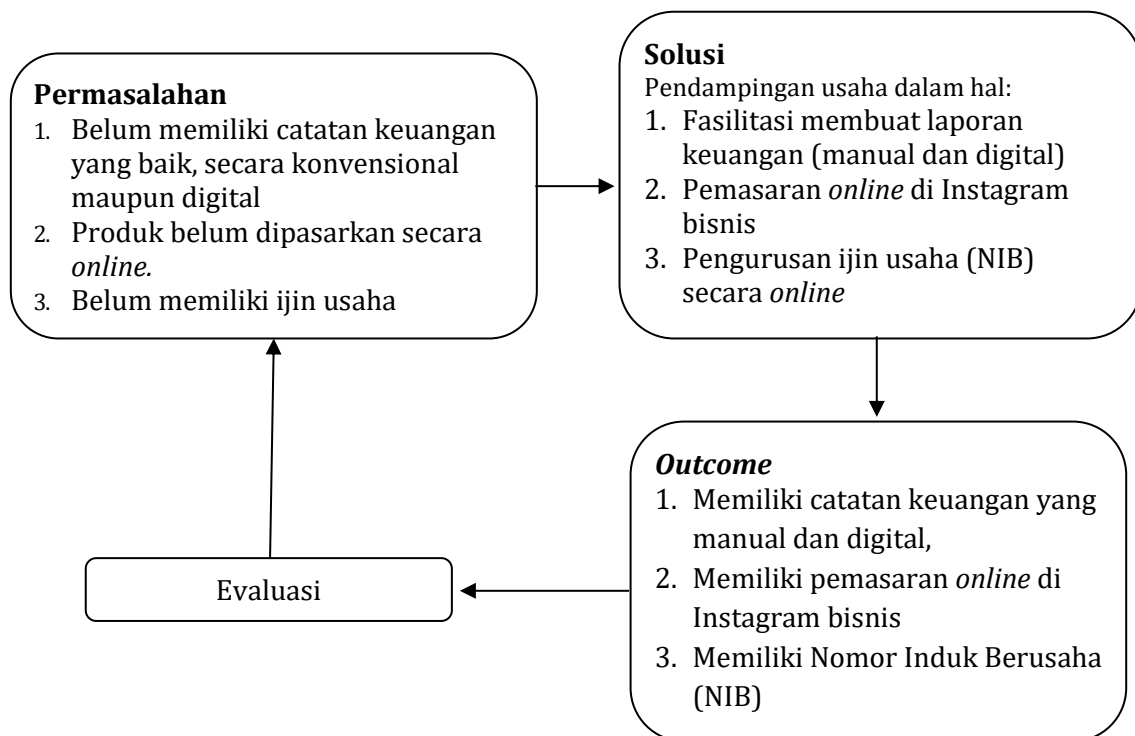 Permasalahan
1. Belum memiliki catatan keuangan
yang baik, secara konvensional
maupun digital
2. Produk belum dipasarkan secara
online.
3. Belum memiliki ijin usaha
Solusi
Pendampingan usaha dalam hal:
1. Fasilitasi membuat laporan
keuangan (manual dan digital)
2. Pemasaran online di Instagram
bisnis
3. Pengurusan ijin usaha (NIB)
secara online
Outcome
1. Memiliki catatan keuangan yang
manual dan digital,
2. Memiliki pemasaran online di
Instagram bisnis
3. Memiliki Nomor Induk Berusaha
(NIB)
Evaluasi